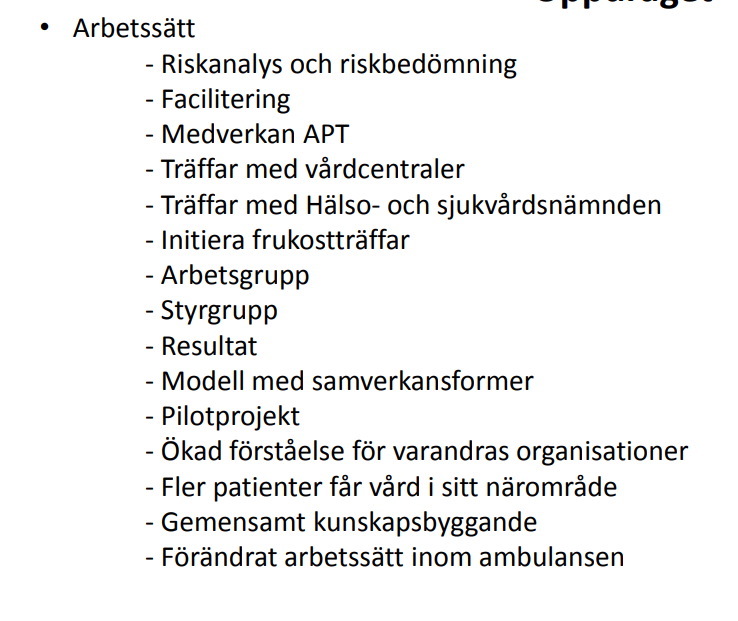 • Arbetssätt
- Riskanalys och riskbedömning
- Facilitering
- Medverkan APT
- Träffar med vårdcentraler
- Träffar med Hälso- och sjukvårdsnämnden
- Initiera frukostträffar
- Arbetsgrupp
- Styrgrupp
- Resultat
- Modell med samverkansformer
- Pilotprojekt
- Ökad förståelse för varandras organisationer
- Fler patienter får vård i sitt närområde
- Gemensamt kunskapsbyggande
- Förändrat arbetssätt inom ambulansen